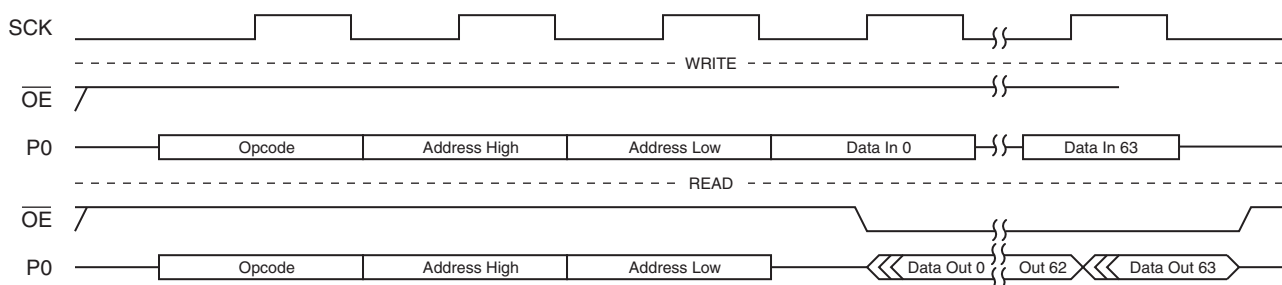 SCK
WRITE
OE
P0 Opcode Address High Address Low Data In 0 Data In 63
READ
OE
P0 Opcode Address High Address Low Data Out 0 Out 62 Data Out 63